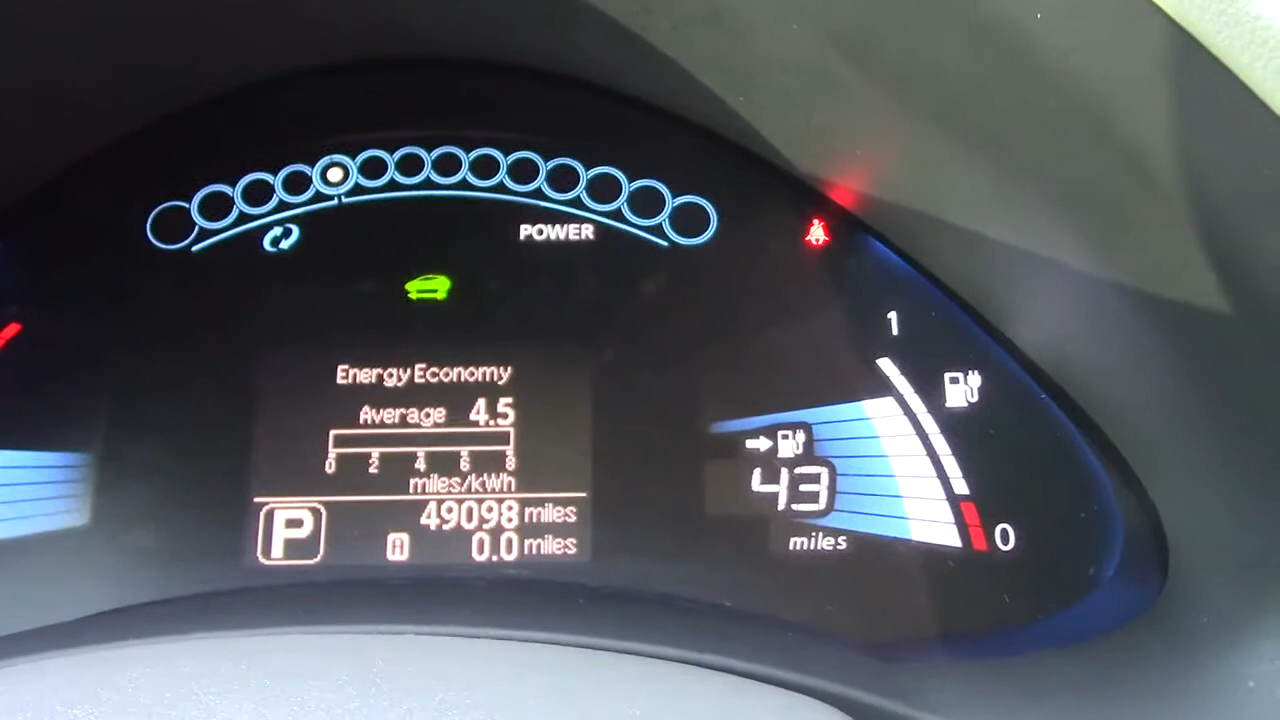 POWER
Energy Economy
Average 4.5
0 2 4 6 8
miles/kWh
P
49098 miles
A 0.0 miles
1
43
miles
0